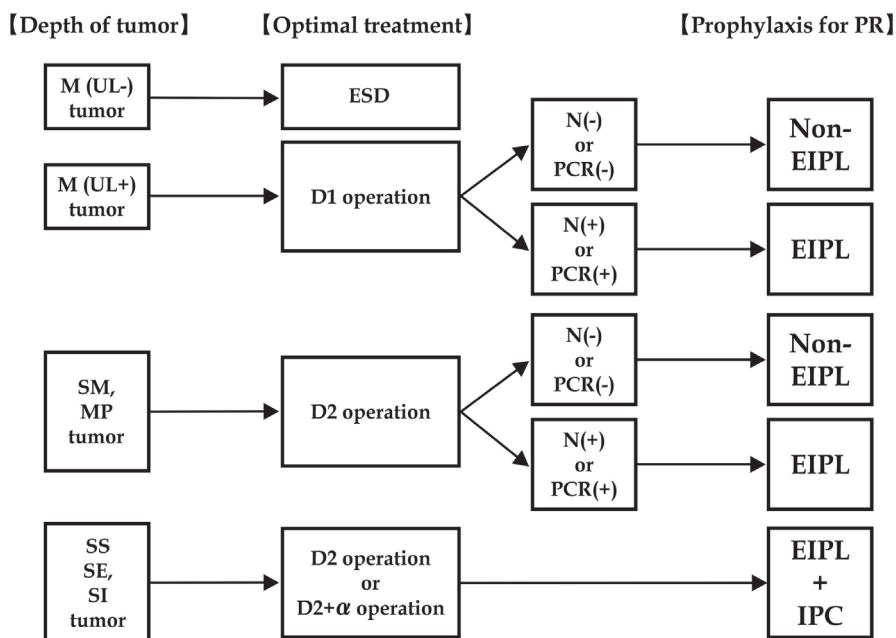 【Depth of tumor】
【Optimal treatment】
【Prophylaxis for PR】
M (UL-)
tumor
ESD
M (UL+)
tumor
D1 operation
N(-)
or
PCR(-)
Non-
EIPL
N(+)
or
PCR(+)
EIPL
SM,
MP
tumor
D2 operation
N(-)
or
PCR(-)
Non-
EIPL
N(+)
or
PCR(+)
EIPL
SS
SE,
SI
tumor
D2 operation
or
D2+α operation
EIPL
+
IPC